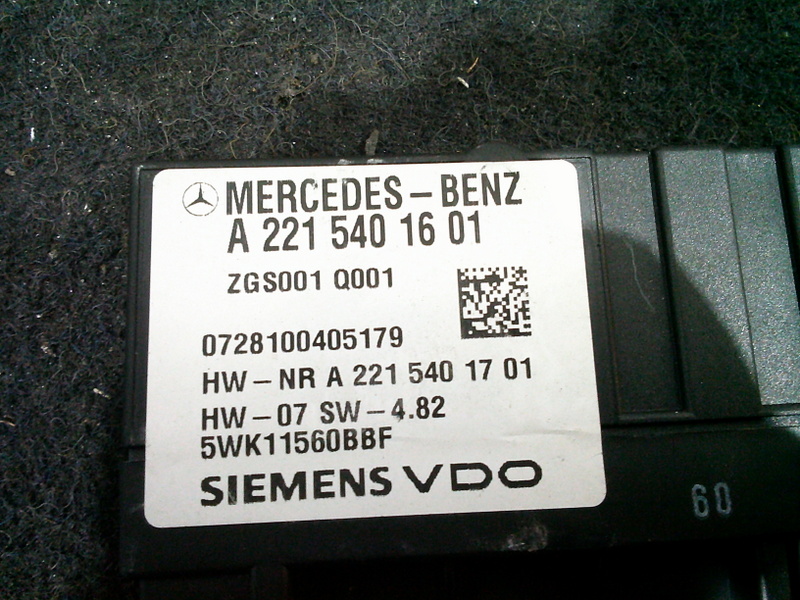 MERCEDES-BENZ
A 221 540 16 01
ZGS001 Q001
0728100405179
HW-NR A 221 540 17 01
HW-07 SW-4.82
5WK11560BBF
SIEMENS VDO
60